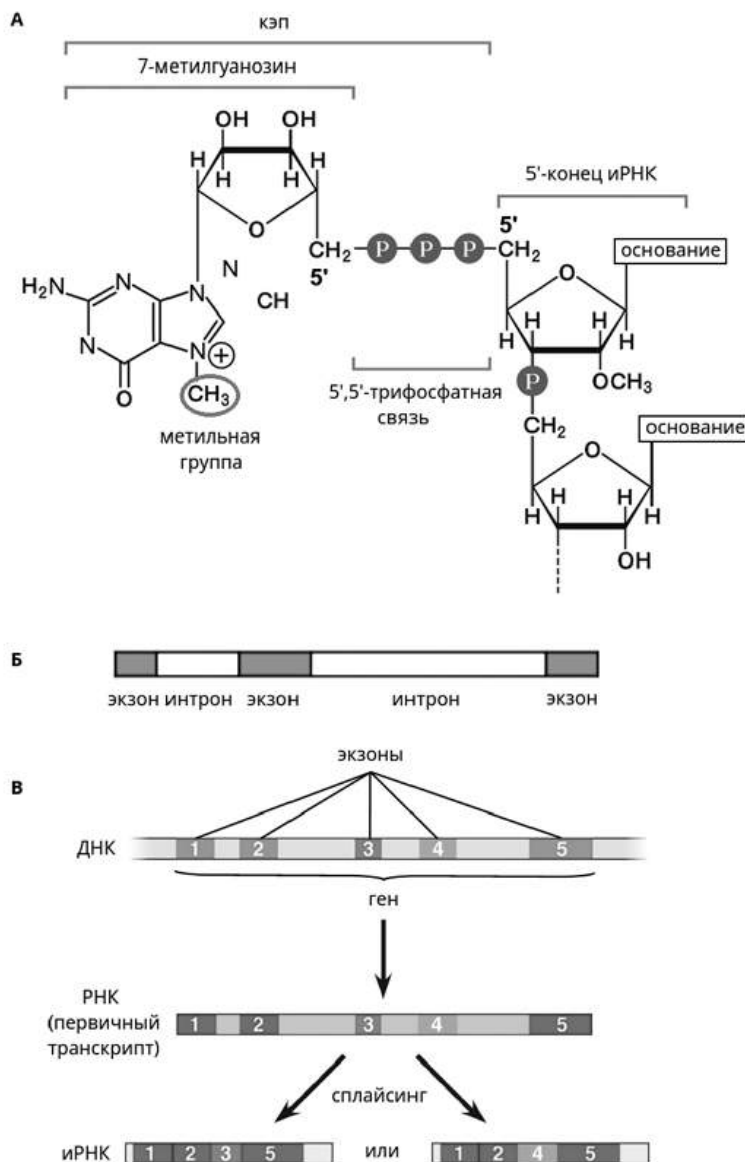 А
кэп
7-метилгуанозин
OH OH
H H
H H
5'-конец иРНК
O
CH₂ P P P CH₂
5' 5'
основание
N
CH
H₂N N N
N N⊕
O
CH₃
O
H H
H H
P
OCH₃
метильная
группа
5',5'-трифосфатная
связь
CH₂
основание
O
H H
H H
OH
Б
экзон интрон экзон интрон экзон
В
экзоны
ДНК 1 2 3 4 5
ген
РНК
(первичный
транскрипт)
1 2 3 4 5
сплайсинг
иРНК 1 2 3 5 или 1 2 4 5